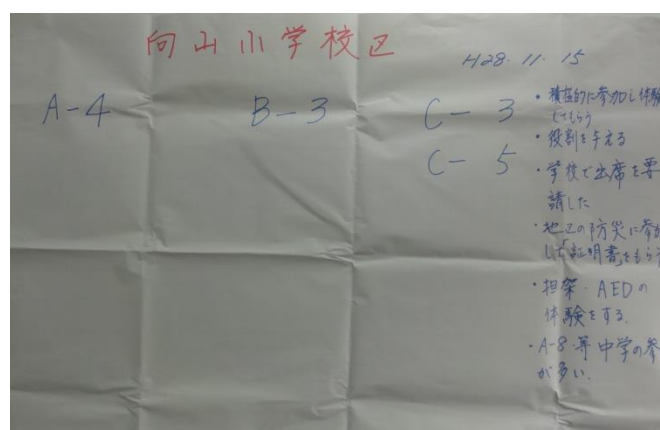 向山小学校区
H28.11.15
A-4
B-3
C-3
C-5
・積極的に参加し体験
してもらう
・役割を与える
・学校で出席を要
請した
・地区の防災に参加
して「証明書」をもらう
・担架・AEDの
体験をする.
・A-8.等中学の参
が多い.